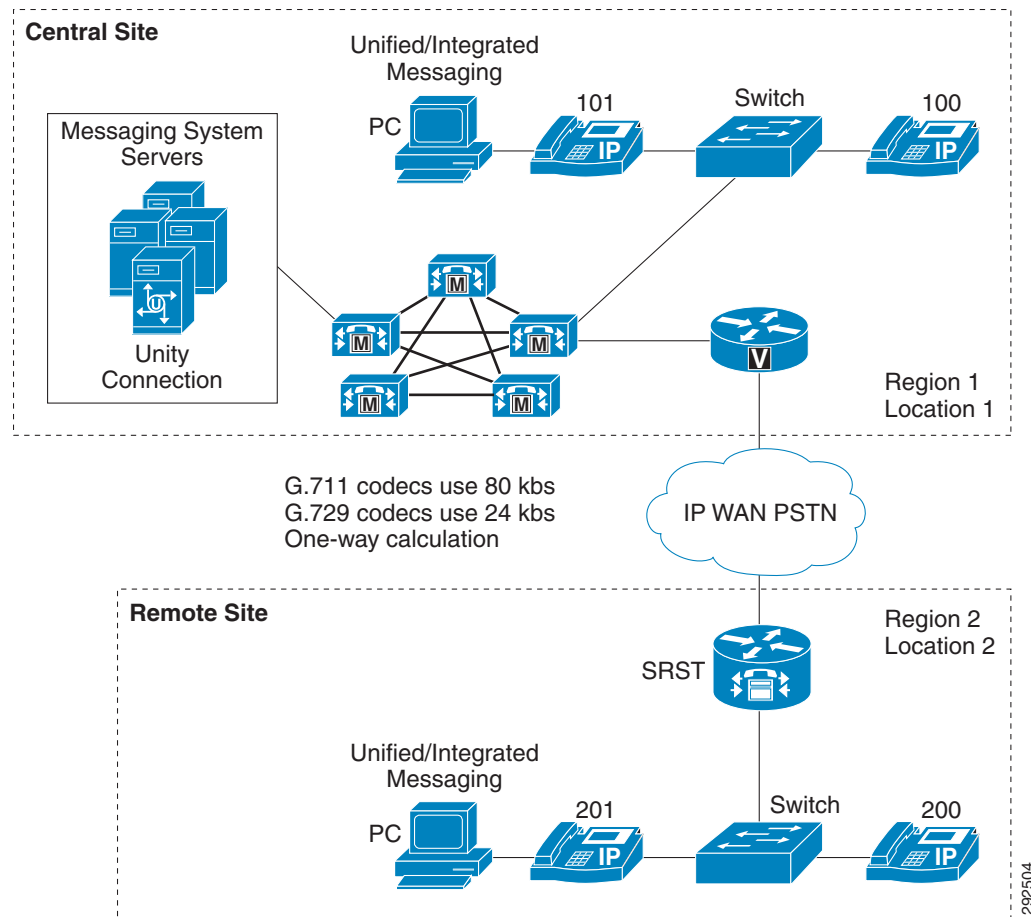 Central Site
Unified/Integrated
Messaging
PC
101
IP
Switch
100
IP
Messaging System
Servers
U
Unity
Connection
M
M
M
M
M
V
Region 1
Location 1
G.711 codecs use 80 kbs
G.729 codecs use 24 kbs
One-way calculation
IP WAN PSTN
Remote Site
Region 2
Location 2
SRST
Unified/Integrated
Messaging
PC
201
IP
Switch
200
IP
292504